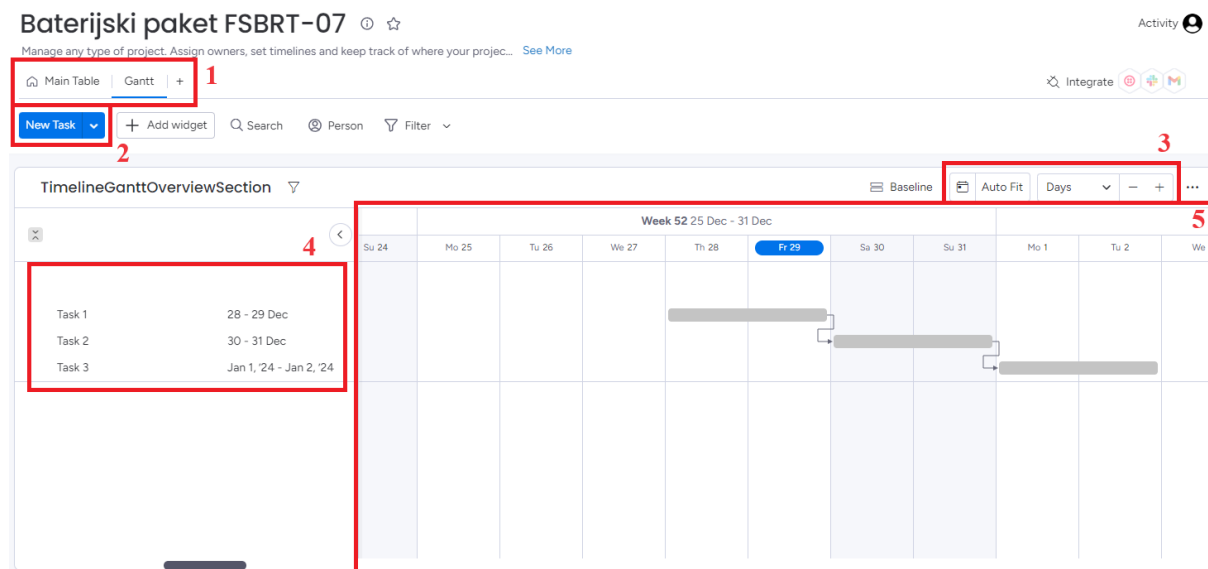 Baterijski paket FSBRT-07
Activity
Manage any type of project. Assign owners, set timelines and keep track of where your projec... See More
Main Table Gantt + 1
Integrate
New Task + Add widget Search Person Filter
2
3
TimelineGanttOverviewSection
Baseline Auto Fit Days − + ...
Week 52 25 Dec - 31 Dec
5
4
Su 24 Mo 25 Tu 26 We 27 Th 28 Fr 29 Sa 30 Su 31 Mo 1 Tu 2 We
Task 1 28 - 29 Dec
Task 2 30 - 31 Dec
Task 3 Jan 1, '24 - Jan 2, '24